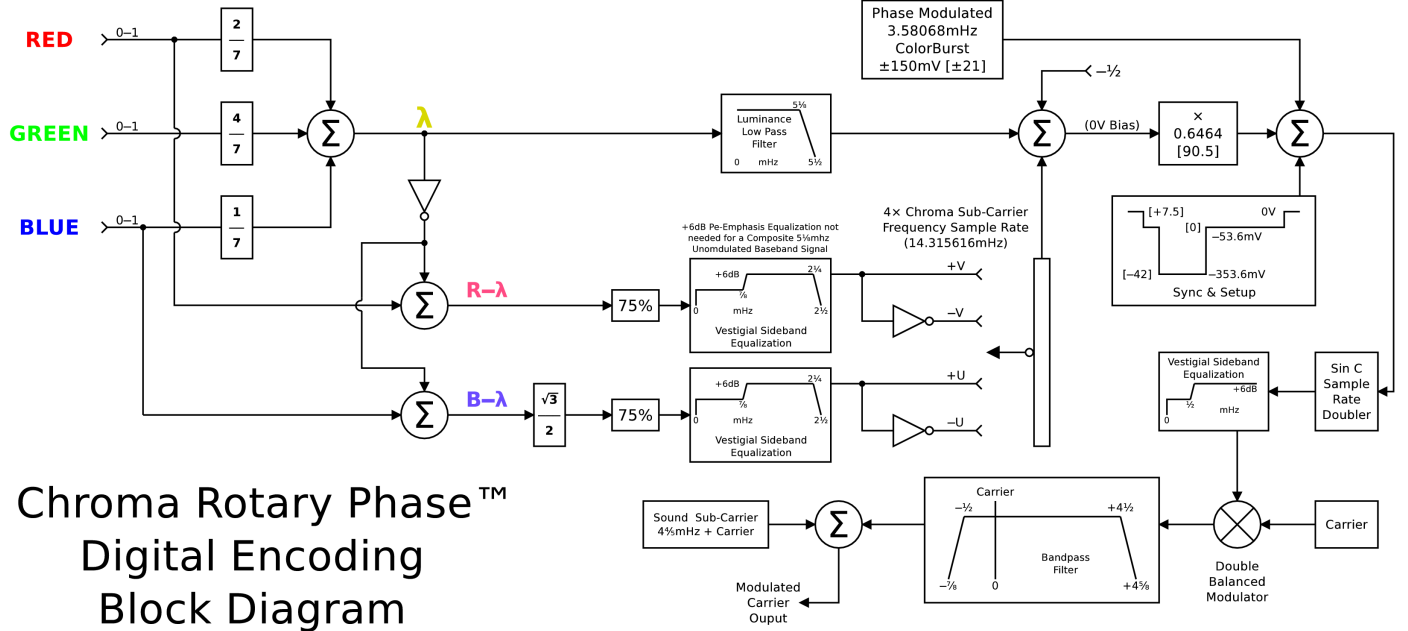 RED
0–1
2
7
GREEN
0–1
4
7
BLUE
0–1
1
7
Σ
λ
Luminance
Low Pass
Filter
5⅛
0 mHz 5½
Phase Modulated
3.58068mHz
ColorBurst
±150mV [±21]
–½
Σ
(0V Bias)
×
0.6464
[90.5]
Σ
[+7.5] 0V
[0]
–53.6mV
[–42] –353.6mV
Sync & Setup
4× Chroma Sub-Carrier
Frequency Sample Rate
(14.315616mHz)
+6dB Pe-Emphasis Equalization not
needed for a Composite 5⅛mhz
Unomdulated Baseband Signal
Σ
R–λ
75%
+6dB 2¼
⅞
0 mHz 2½
Vestigial Sideband
Equalization
+V
–V
Σ
B–λ
√3
2
75%
+6dB 2¼
⅞
0 mHz 2½
Vestigial Sideband
Equalization
+U
–U
Vestigial Sideband
Equalization
+6dB
½
0 mHz
Sin C
Sample
Rate
Doubler
Chroma Rotary Phase™
Digital Encoding
Block Diagram
Sound Sub-Carrier
4⅘mHz + Carrier
Σ
Modulated
Carrier
Ouput
Carrier
–½ +4½
Bandpass
Filter
–⅞ 0 +4⅝
Double
Balanced
Modulator
Carrier